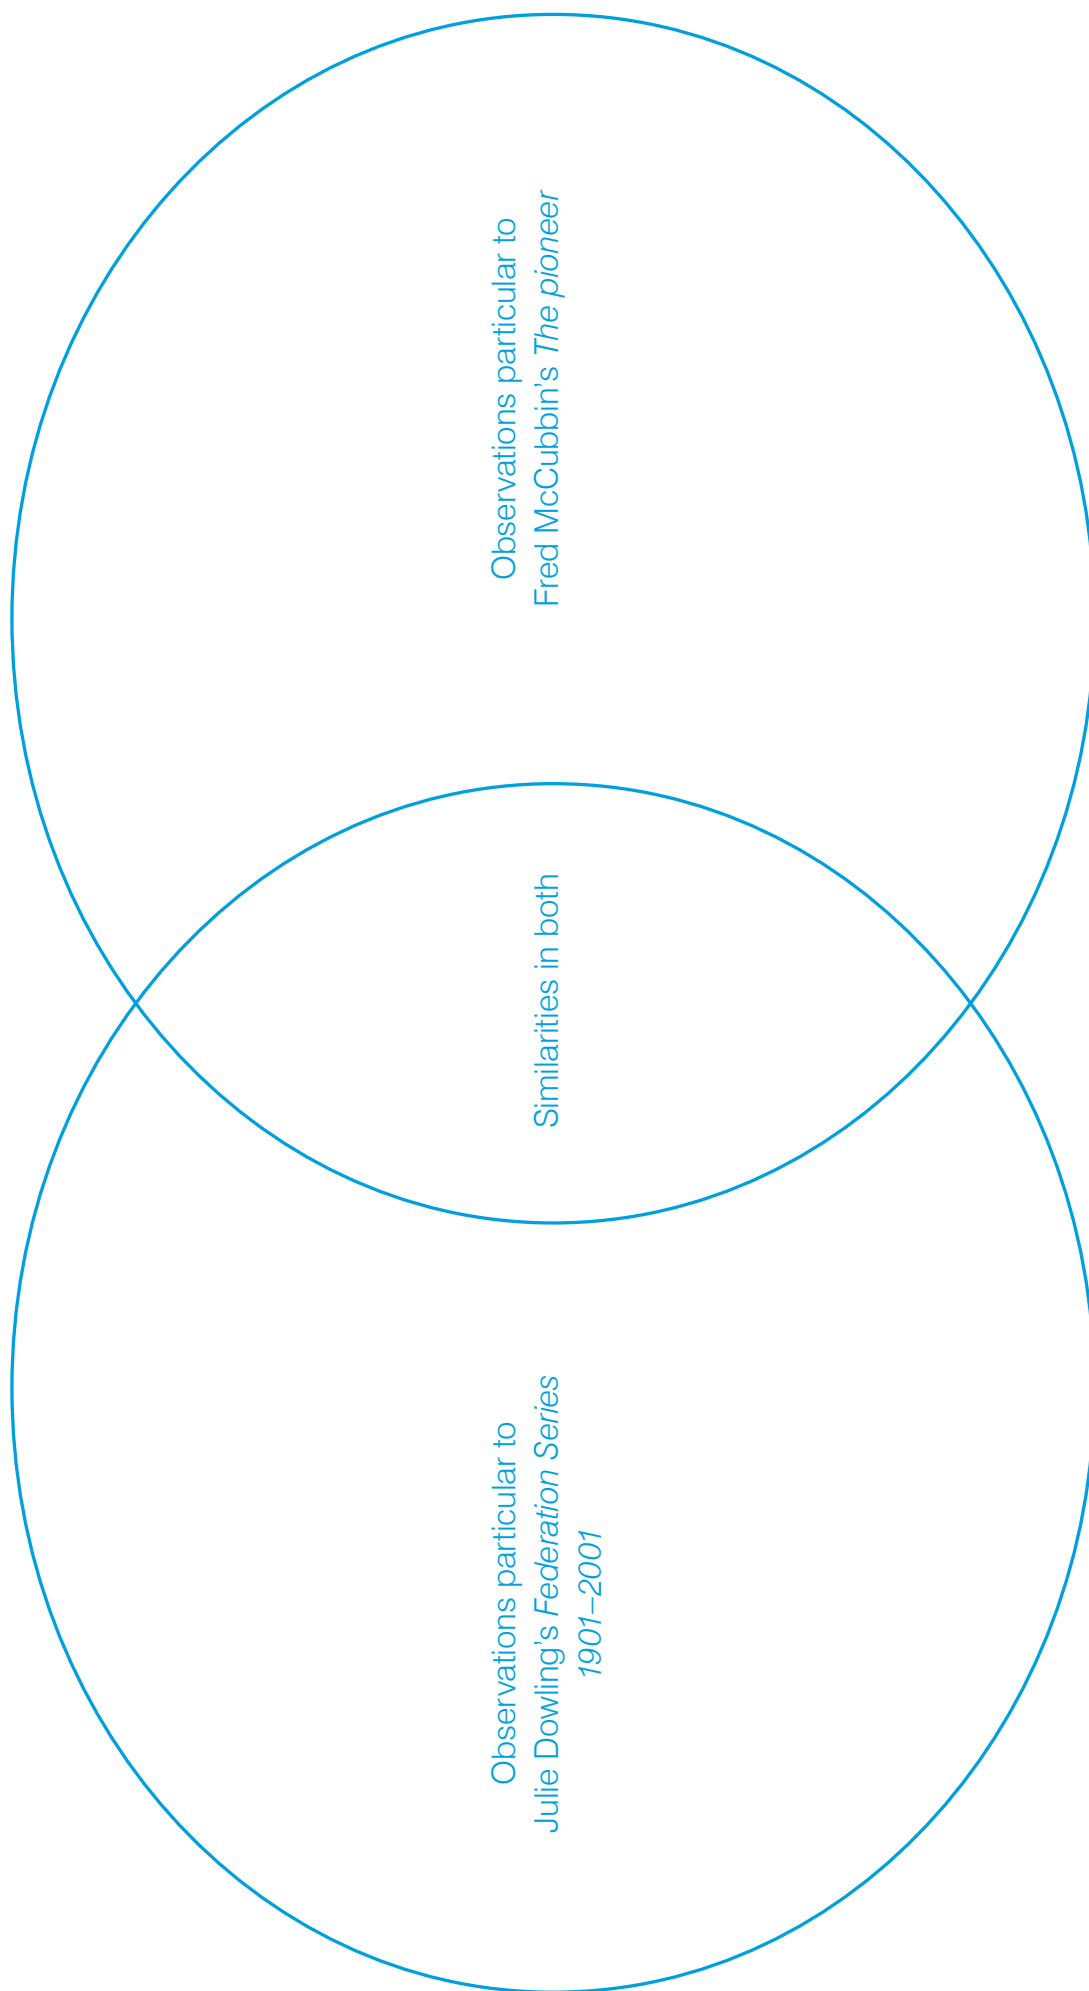 Observations particular to
Julie Dowling’s Federation Series
1901–2001
Similarities in both
Observations particular to
Fred McCubbin’s The pioneer